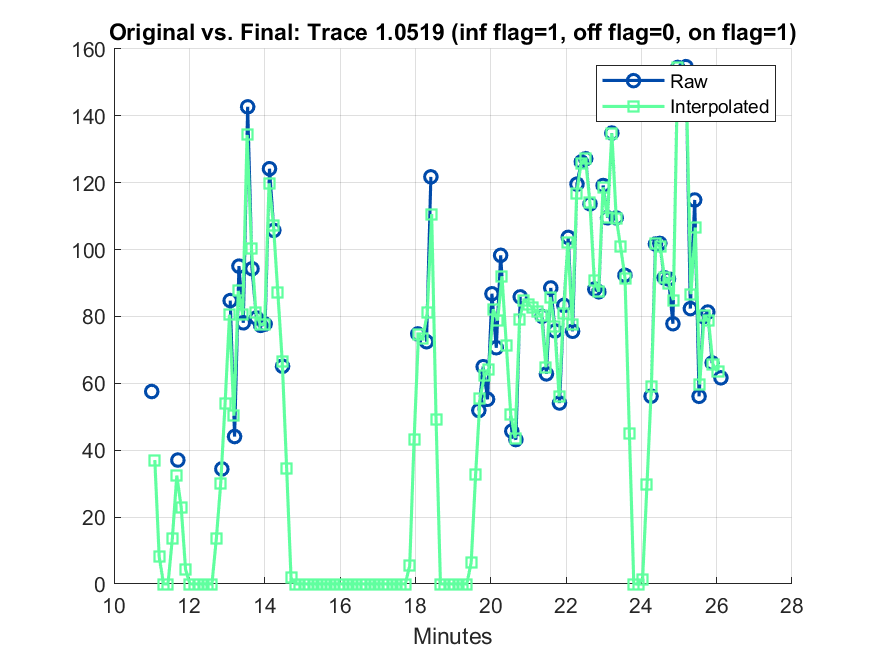 Original vs. Final: Trace 1.0519 (inf flag=1, off flag=0, on flag=1)
160
140
120
100
80
60
40
20
0
Raw
Interpolated
10 12 14 16 18 20 22 24 26 28
Minutes